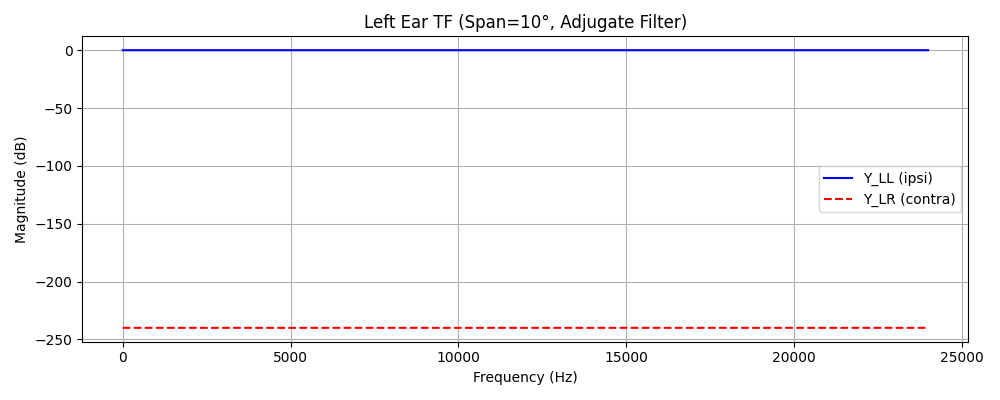 Left Ear TF (Span=10°, Adjugate Filter)
Magnitude (dB)
0
−50
−100
−150
−200
−250
Y_LL (ipsi)
Y_LR (contra)
0
5000
10000
15000
20000
25000
Frequency (Hz)